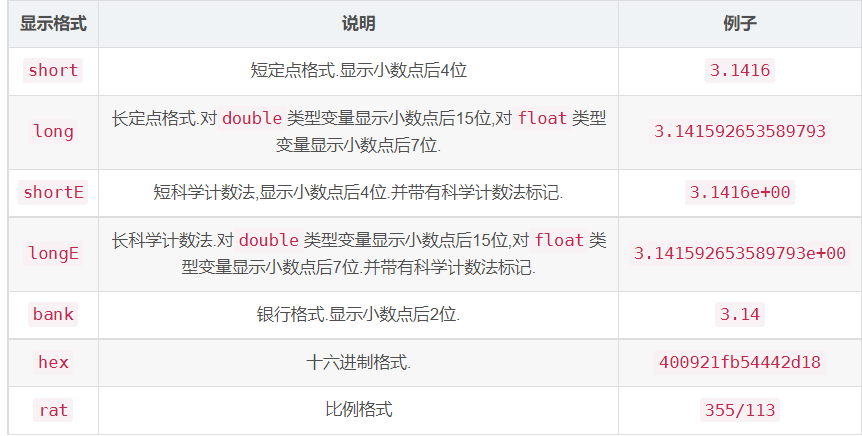 显示格式 说明 例子
short 短定点格式.显示小数点后4位 3.1416
long 长定点格式.对 double 类型变量显示小数点后15位,对 float 类型
变量显示小数点后7位. 3.141592653589793
shortE 短科学计数法,显示小数点后4位.并带有科学计数法标记. 3.1416e+00
longE 长科学计数法.对 double 类型变量显示小数点后15位,对 float 类
型变量显示小数点后7位.并带有科学计数法标记. 3.141592653589793e+00
bank 银行格式.显示小数点后2位. 3.14
hex 十六进制格式. 400921fb54442d18
rat 比例格式 355/113